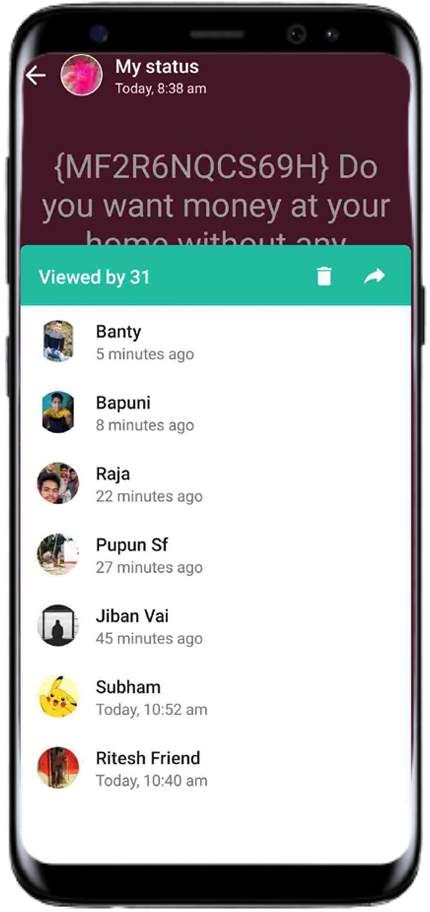 My status
Today, 8:38 am
{MF2R6NQCS69H} Do
you want money at your
home without any
Viewed by 31
Banty
5 minutes ago
Bapuni
8 minutes ago
Raja
22 minutes ago
Pupun Sf
27 minutes ago
Jiban Vai
45 minutes ago
Subham
Today, 10:52 am
Ritesh Friend
Today, 10:40 am